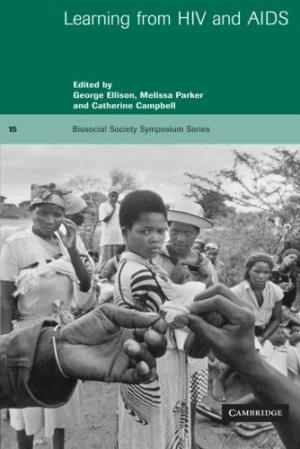 Learning from HIV and AIDS
Edited by
George Ellison, Melissa Parker
and Catherine Campbell
15 Biosocial Society Symposium Series
CAMBRIDGE